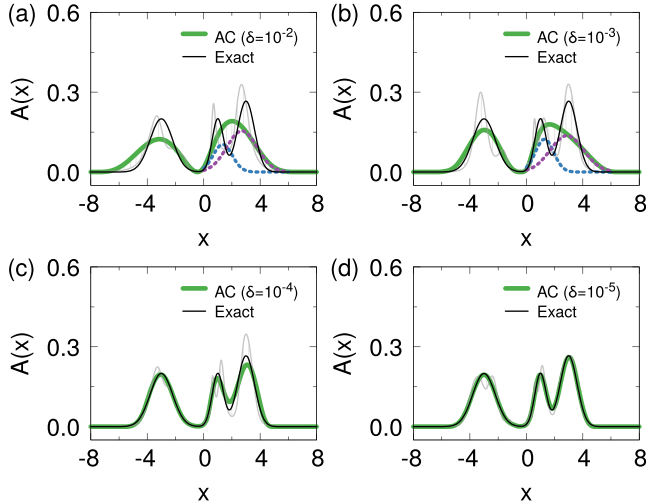 (a)
0.6
0.3
0.0
A(x)
AC (δ=10⁻²)
Exact
-8 -4 0 4 8
x
(b)
0.6
0.3
0.0
A(x)
AC (δ=10⁻³)
Exact
-8 -4 0 4 8
x
(c)
0.6
0.3
0.0
A(x)
AC (δ=10⁻⁴)
Exact
-8 -4 0 4 8
x
(d)
0.6
0.3
0.0
A(x)
AC (δ=10⁻⁵)
Exact
-8 -4 0 4 8
x